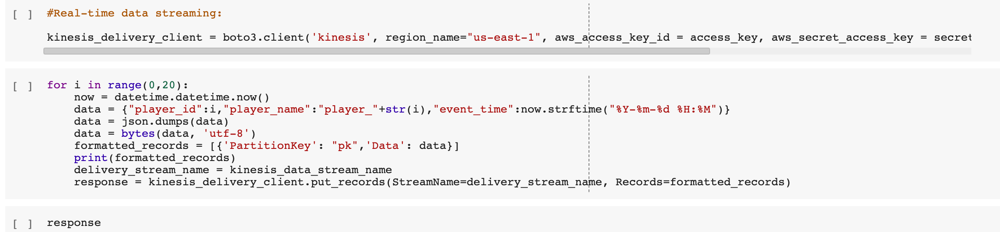 [ ] #Real-time data streaming:
kinesis_delivery_client = boto3.client('kinesis', region_name="us-east-1", aws_access_key_id = access_key, aws_secret_access_key = secret
[ ] for i in range(0,20):
now = datetime.datetime.now()
data = {"player_id":i,"player_name":"player_"+str(i),"event_time":now.strftime("%Y-%m-%d %H:%M")}
data = json.dumps(data)
data = bytes(data, 'utf-8')
formatted_records = [{'PartitionKey': "pk",'Data': data}]
print(formatted_records)
delivery_stream_name = kinesis_data_stream_name
response = kinesis_delivery_client.put_records(StreamName=delivery_stream_name, Records=formatted_records)
[ ] response